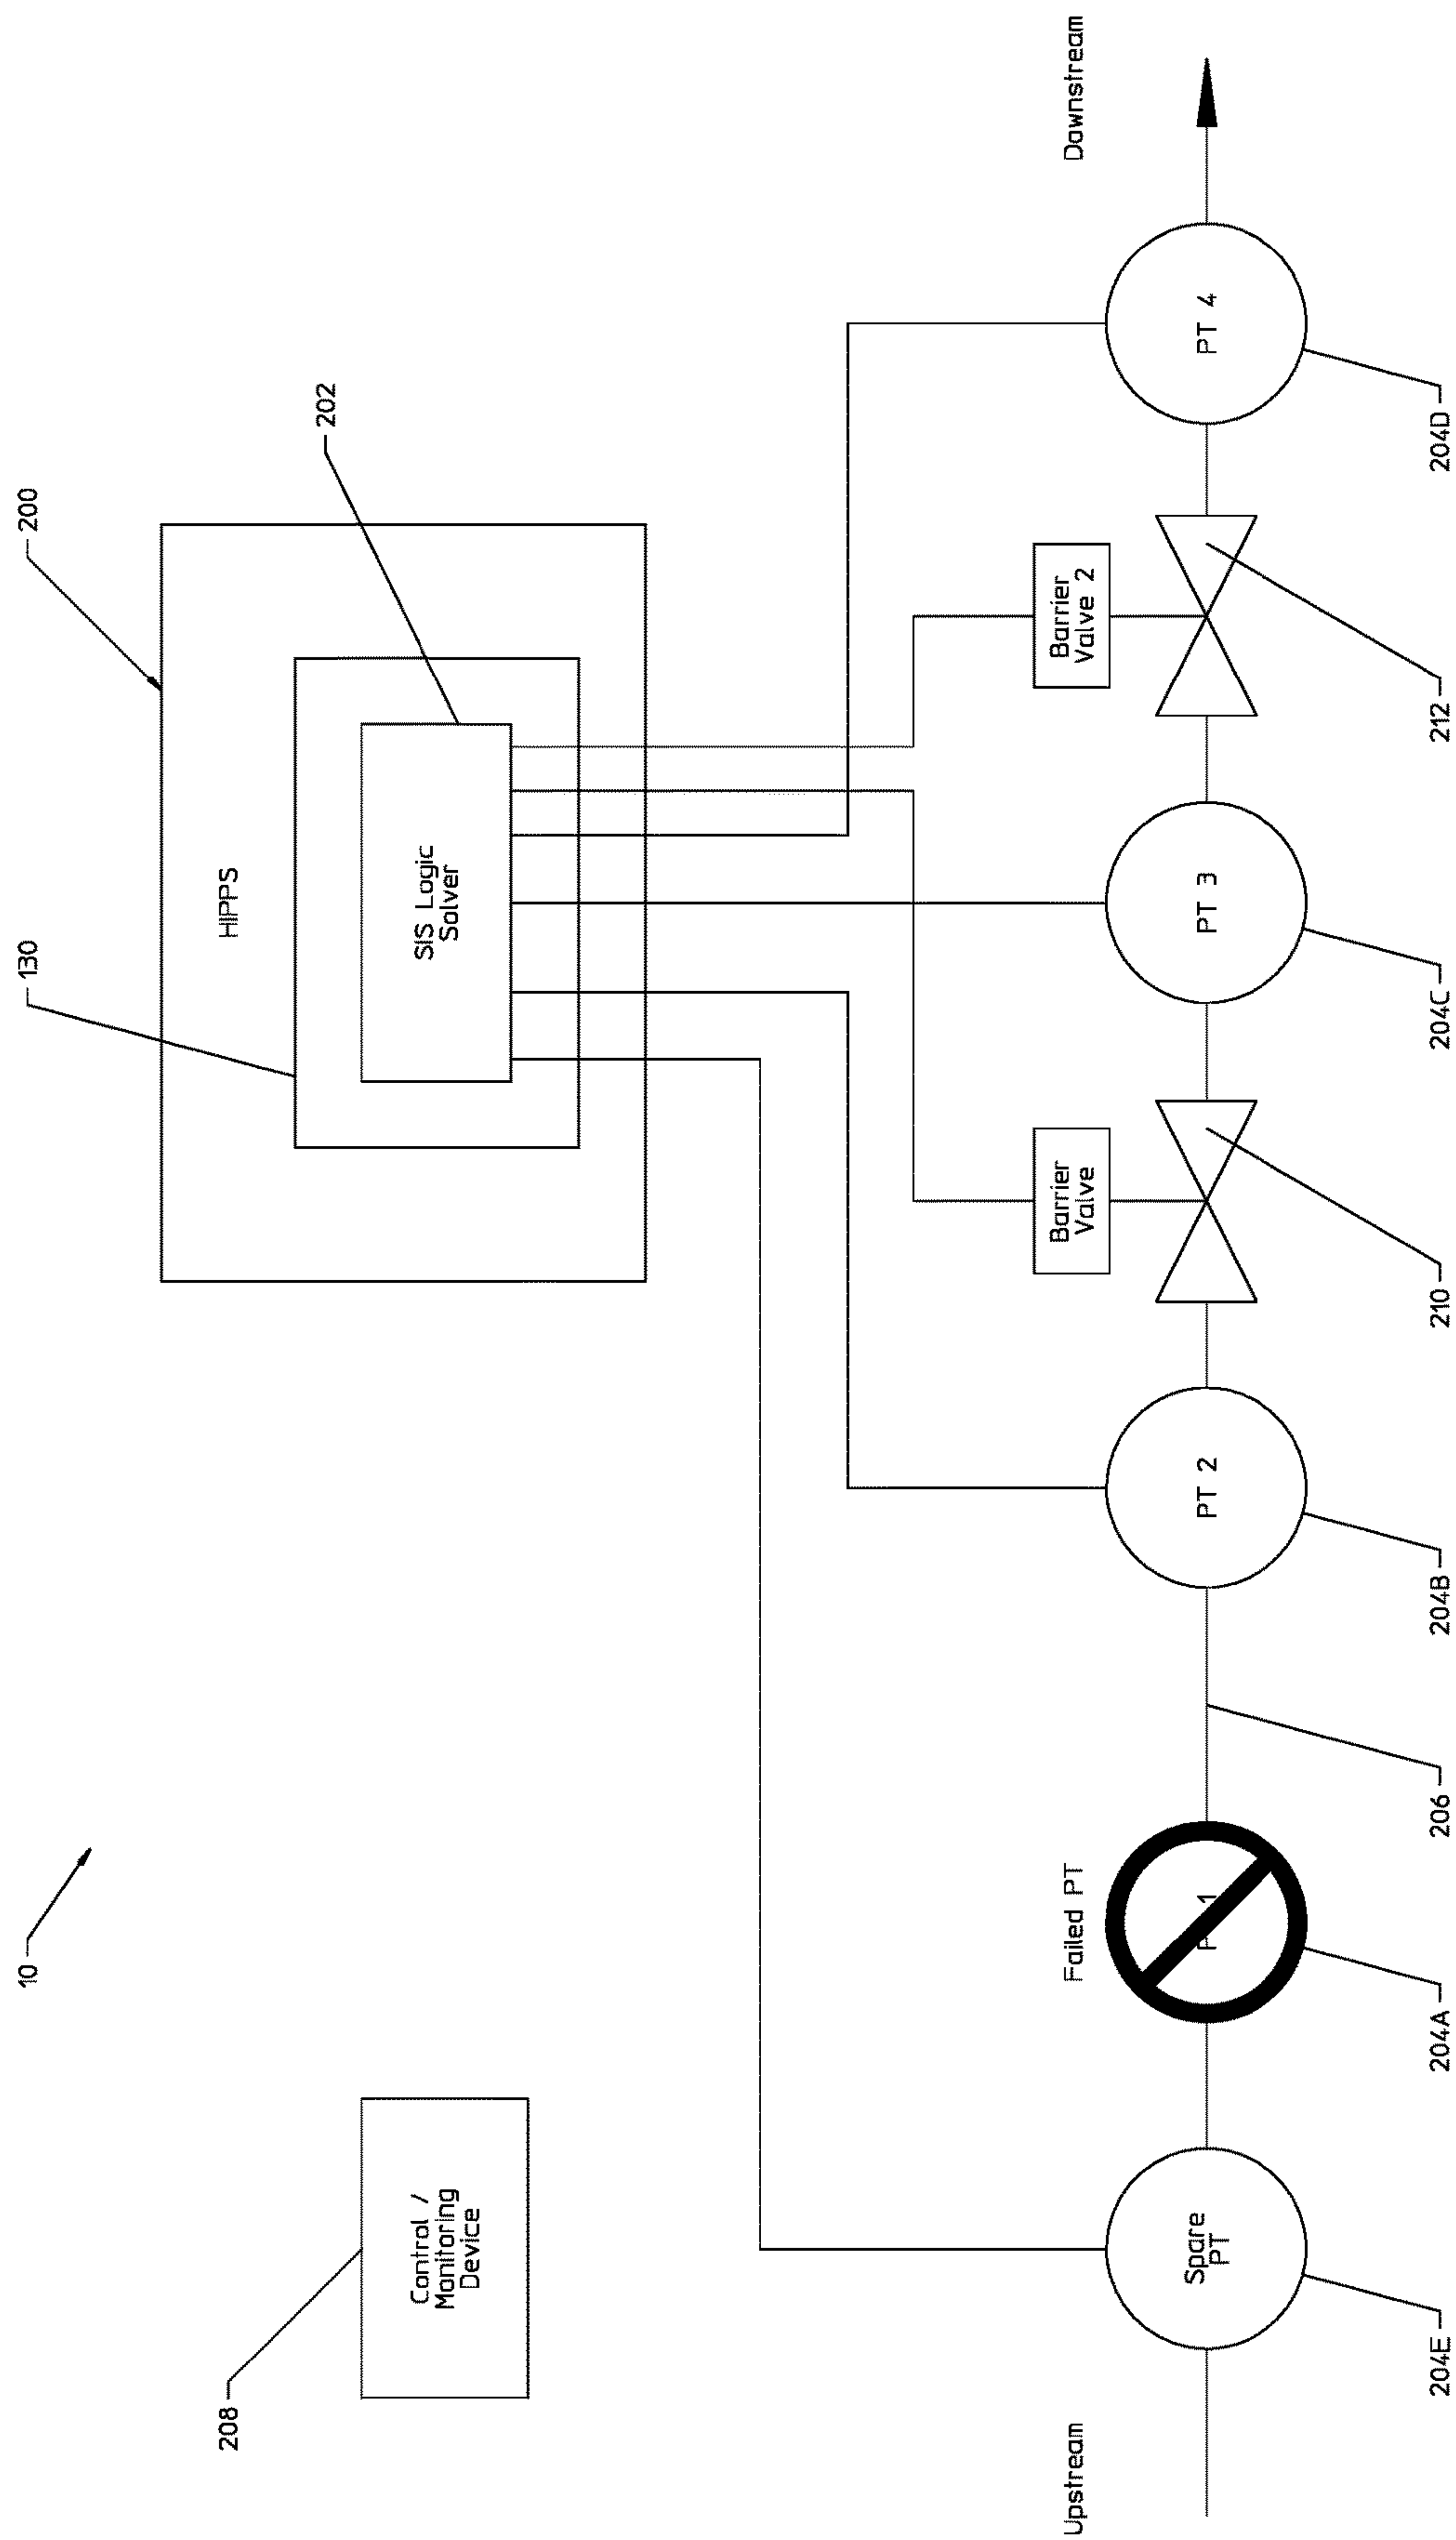 10
200
130
HIPPS
202
SIS Logic
Solver
208
Control /
Monitoring
Device
Upstream
Failed PT
Barrier
Valve
Barrier
Valve 2
Downstream
Spare
PT
PT 2
PT 3
PT 4
204E
204A
206
204B
210
204C
212
204D